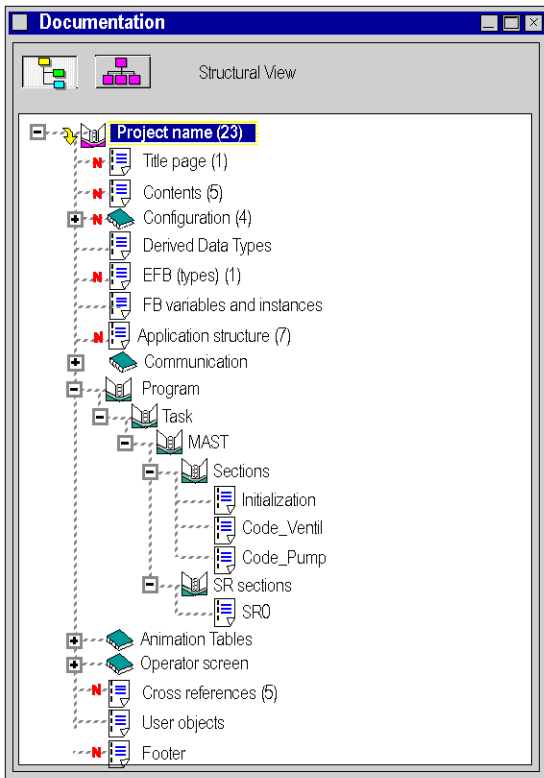 Documentation
Structural View
Project name (23)
N Title page (1)
N Contents (5)
N Configuration (4)
Derived Data Types
N EFB (types) (1)
FB variables and instances
N Application structure (7)
Communication
Program
Task
MAST
Sections
Initialization
Code_Ventil
Code_Pump
SR sections
SR0
Animation Tables
Operator screen
N Cross references (5)
User objects
N Footer